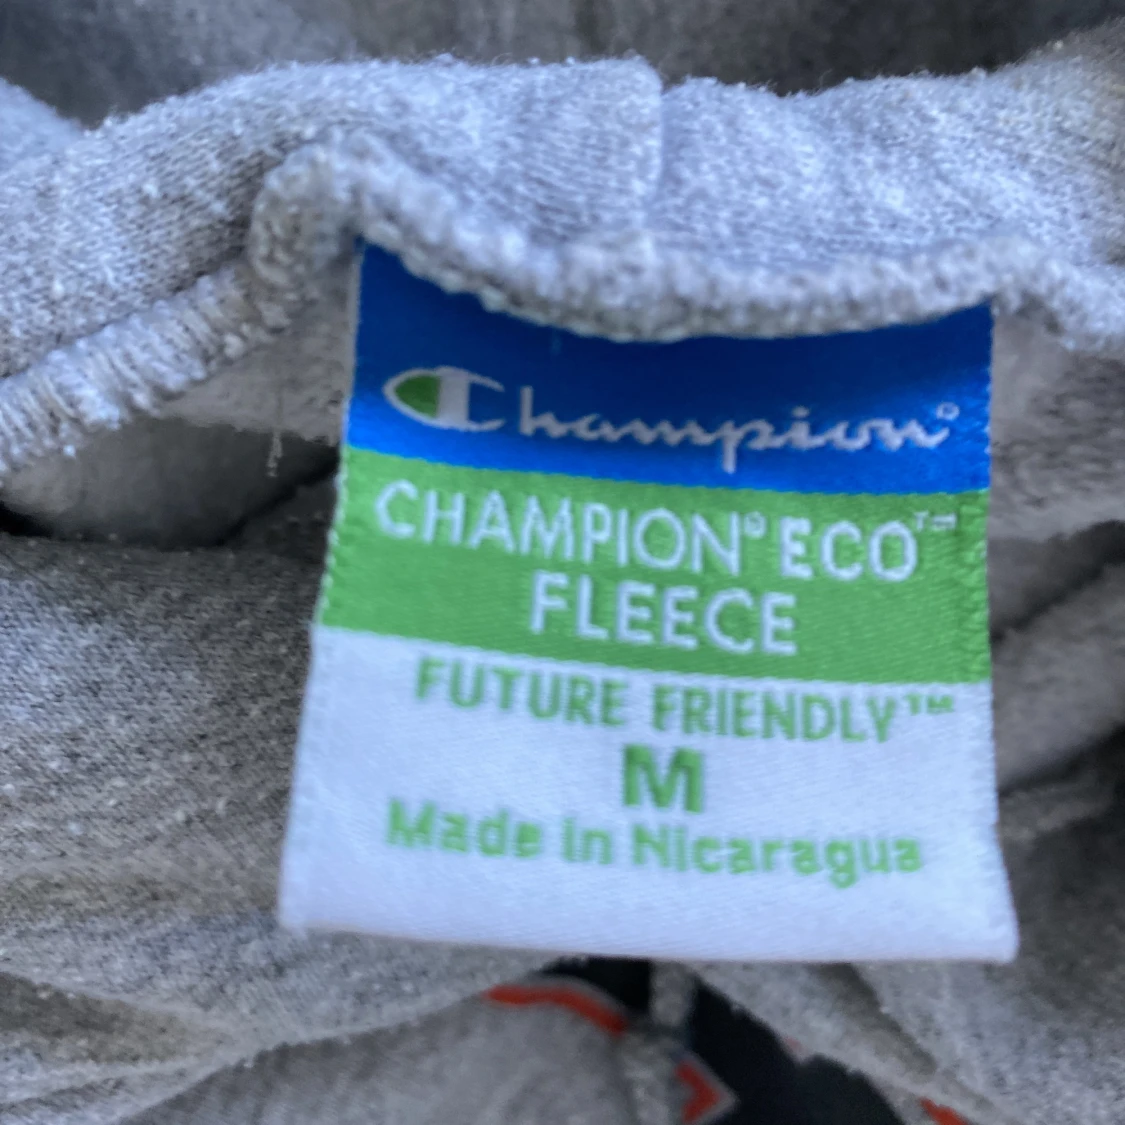 Champion®
CHAMPION® ECO™
FLEECE
FUTURE FRIENDLY™
M
Made in Nicaragua